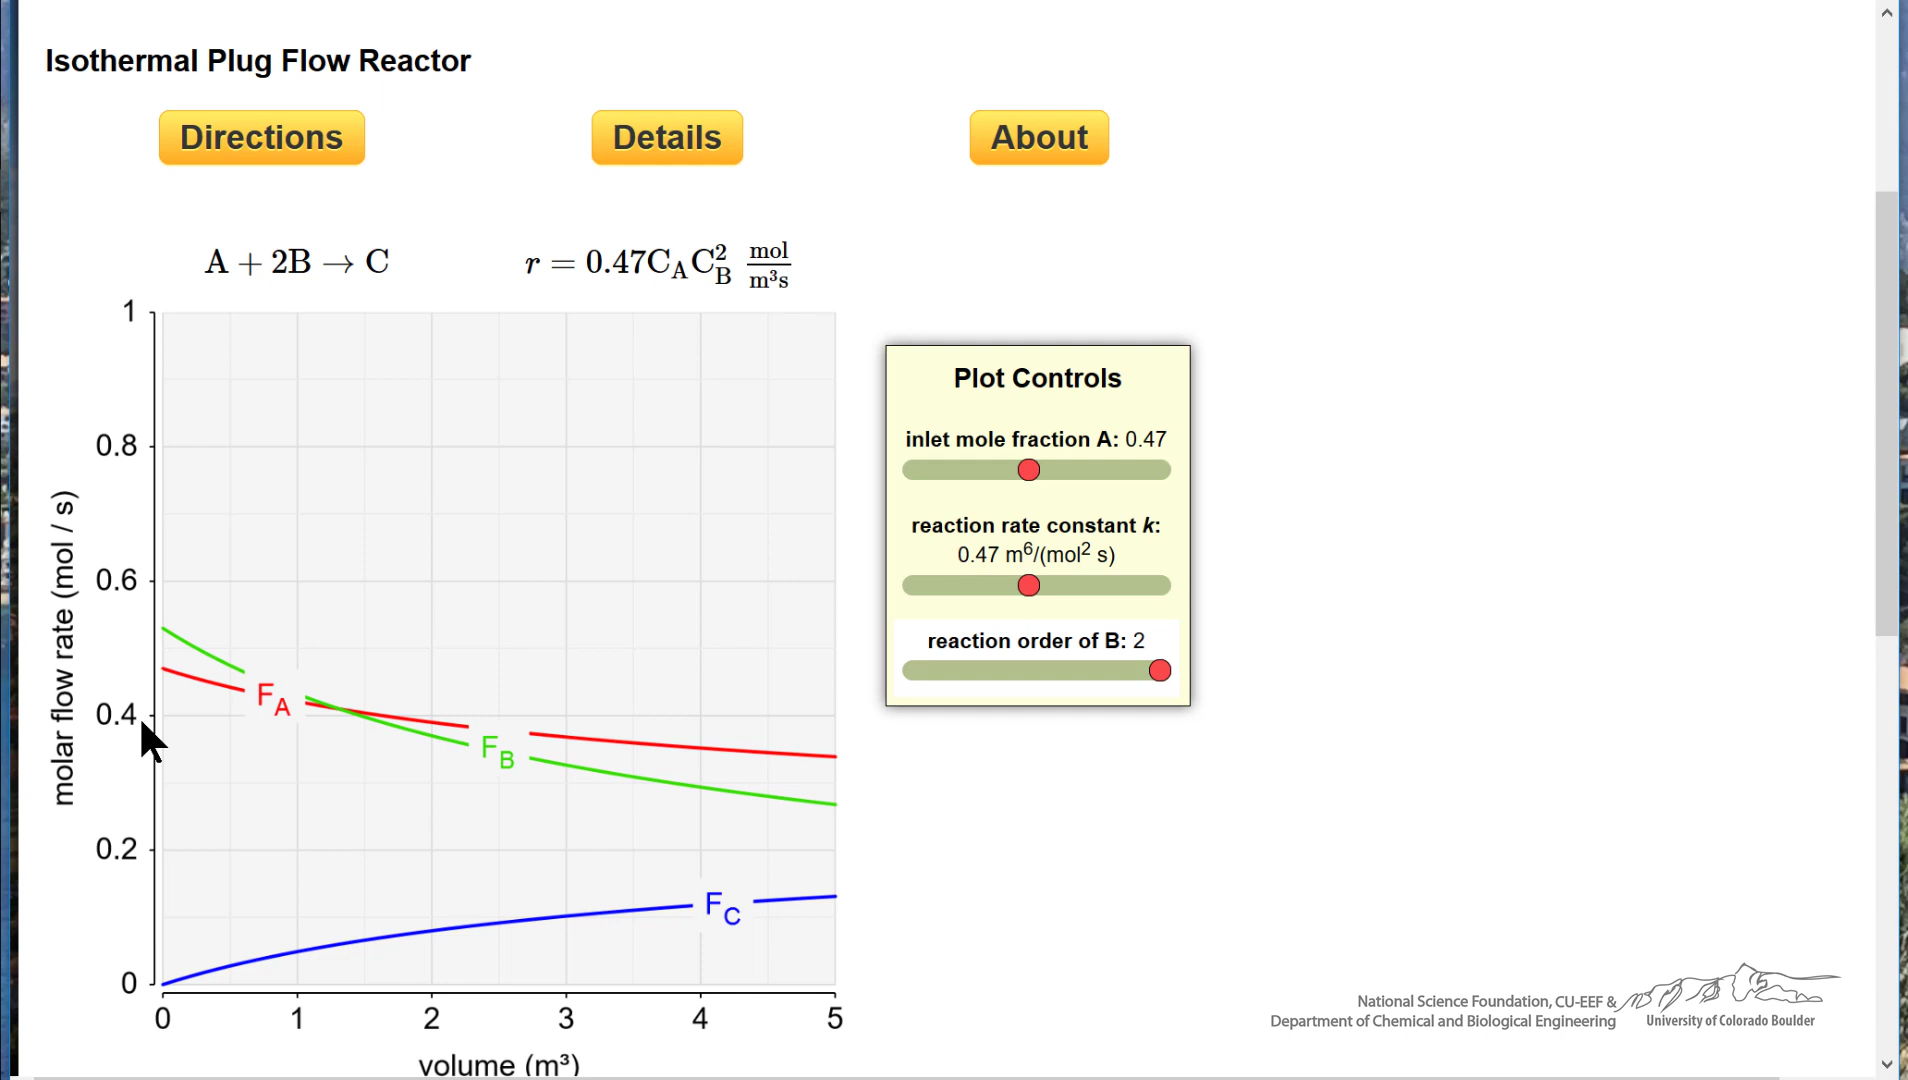 Isothermal Plug Flow Reactor
Directions
Details
About
A + 2B → C
r = 0.47C_A C_B^2 mol/m³s
1
0.8
0.6
0.4
0.2
0
molar flow rate (mol / s)
F_A
F_B
F_C
0 1 2 3 4 5
volume (m³)
Plot Controls
inlet mole fraction A: 0.47
reaction rate constant k:
0.47 m⁶/(mol² s)
reaction order of B: 2
National Science Foundation, CU-EEF &
Department of Chemical and Biological Engineering
University of Colorado Boulder